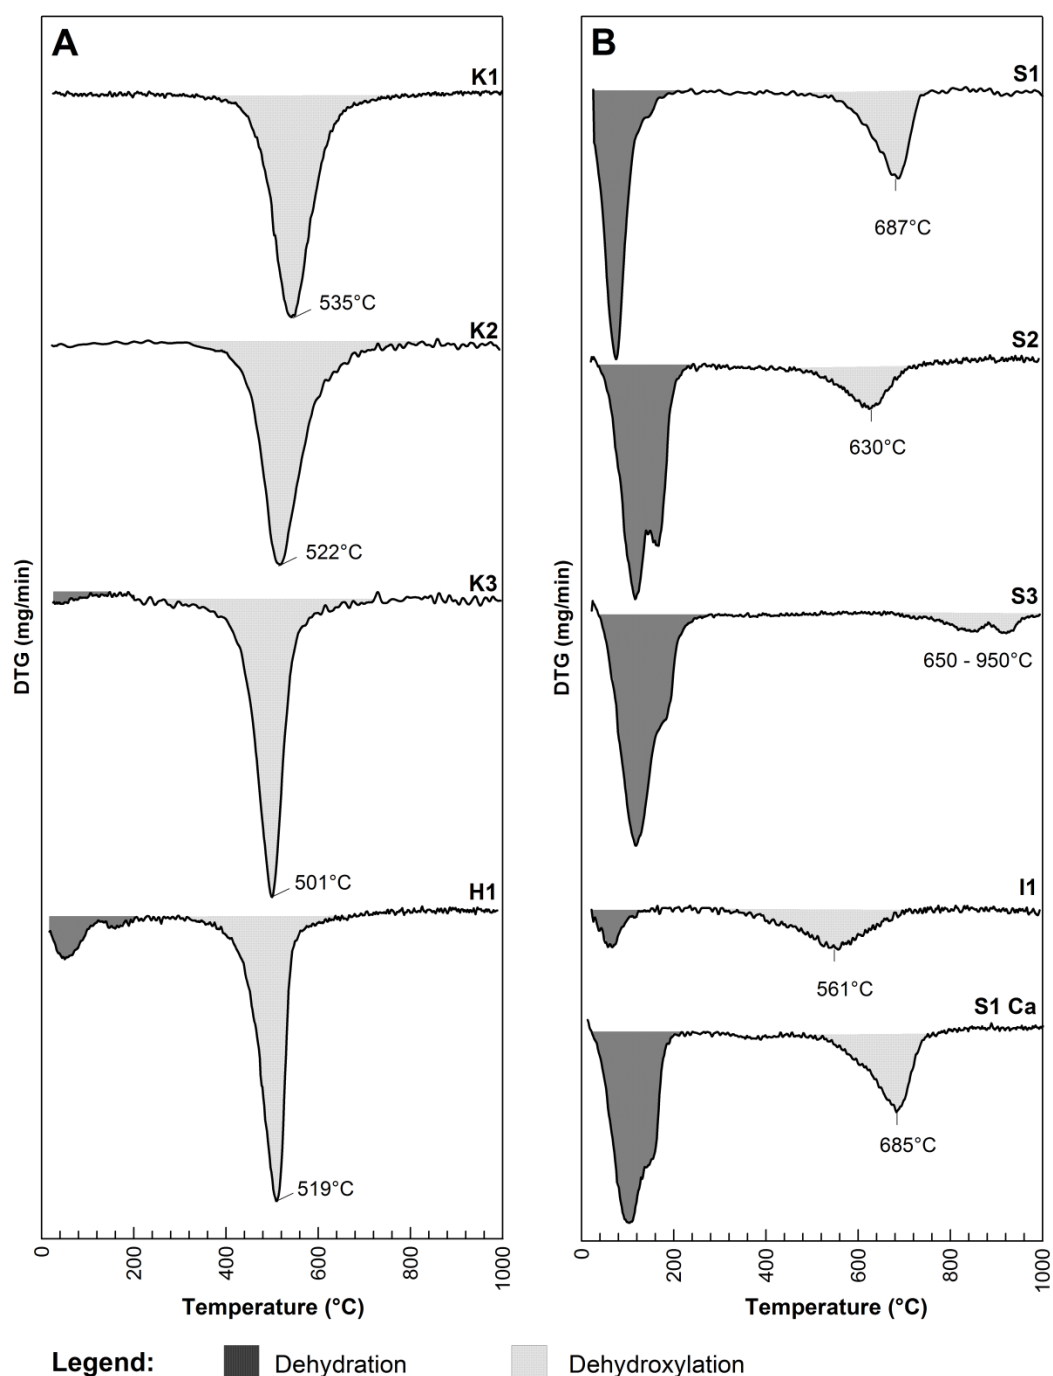 A
K1
535°C
K2
522°C
K3
501°C
H1
519°C
DTG (mg/min)
0
200
400
600
800
1000
Temperature (°C)
B
S1
687°C
S2
630°C
S3
650 - 950°C
I1
561°C
S1 Ca
685°C
DTG (mg/min)
0
200
400
600
800
1000
Temperature (°C)
Legend:
Dehydration
Dehydroxylation